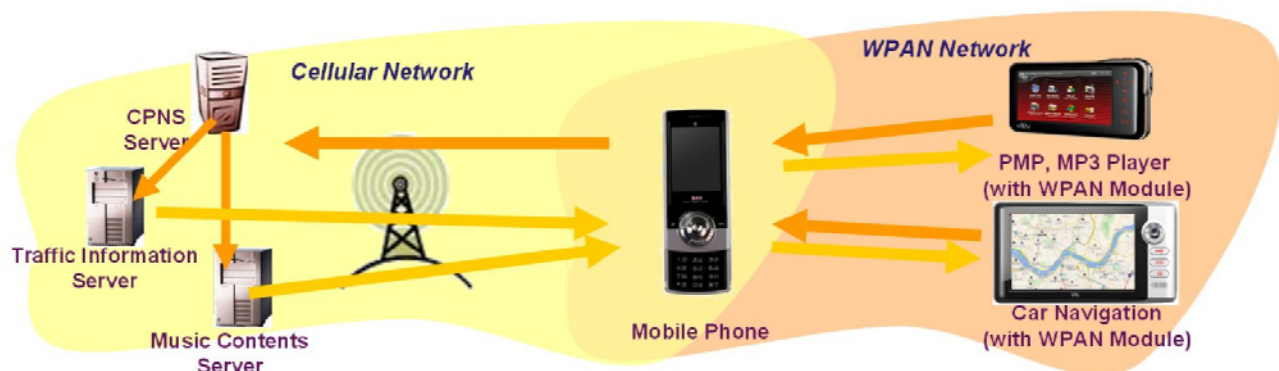 Cellular Network
WPAN Network
CPNS
Server
Traffic Information
Server
Music Contents
Server
Mobile Phone
PMP, MP3 Player
(with WPAN Module)
Car Navigation
(with WPAN Module)